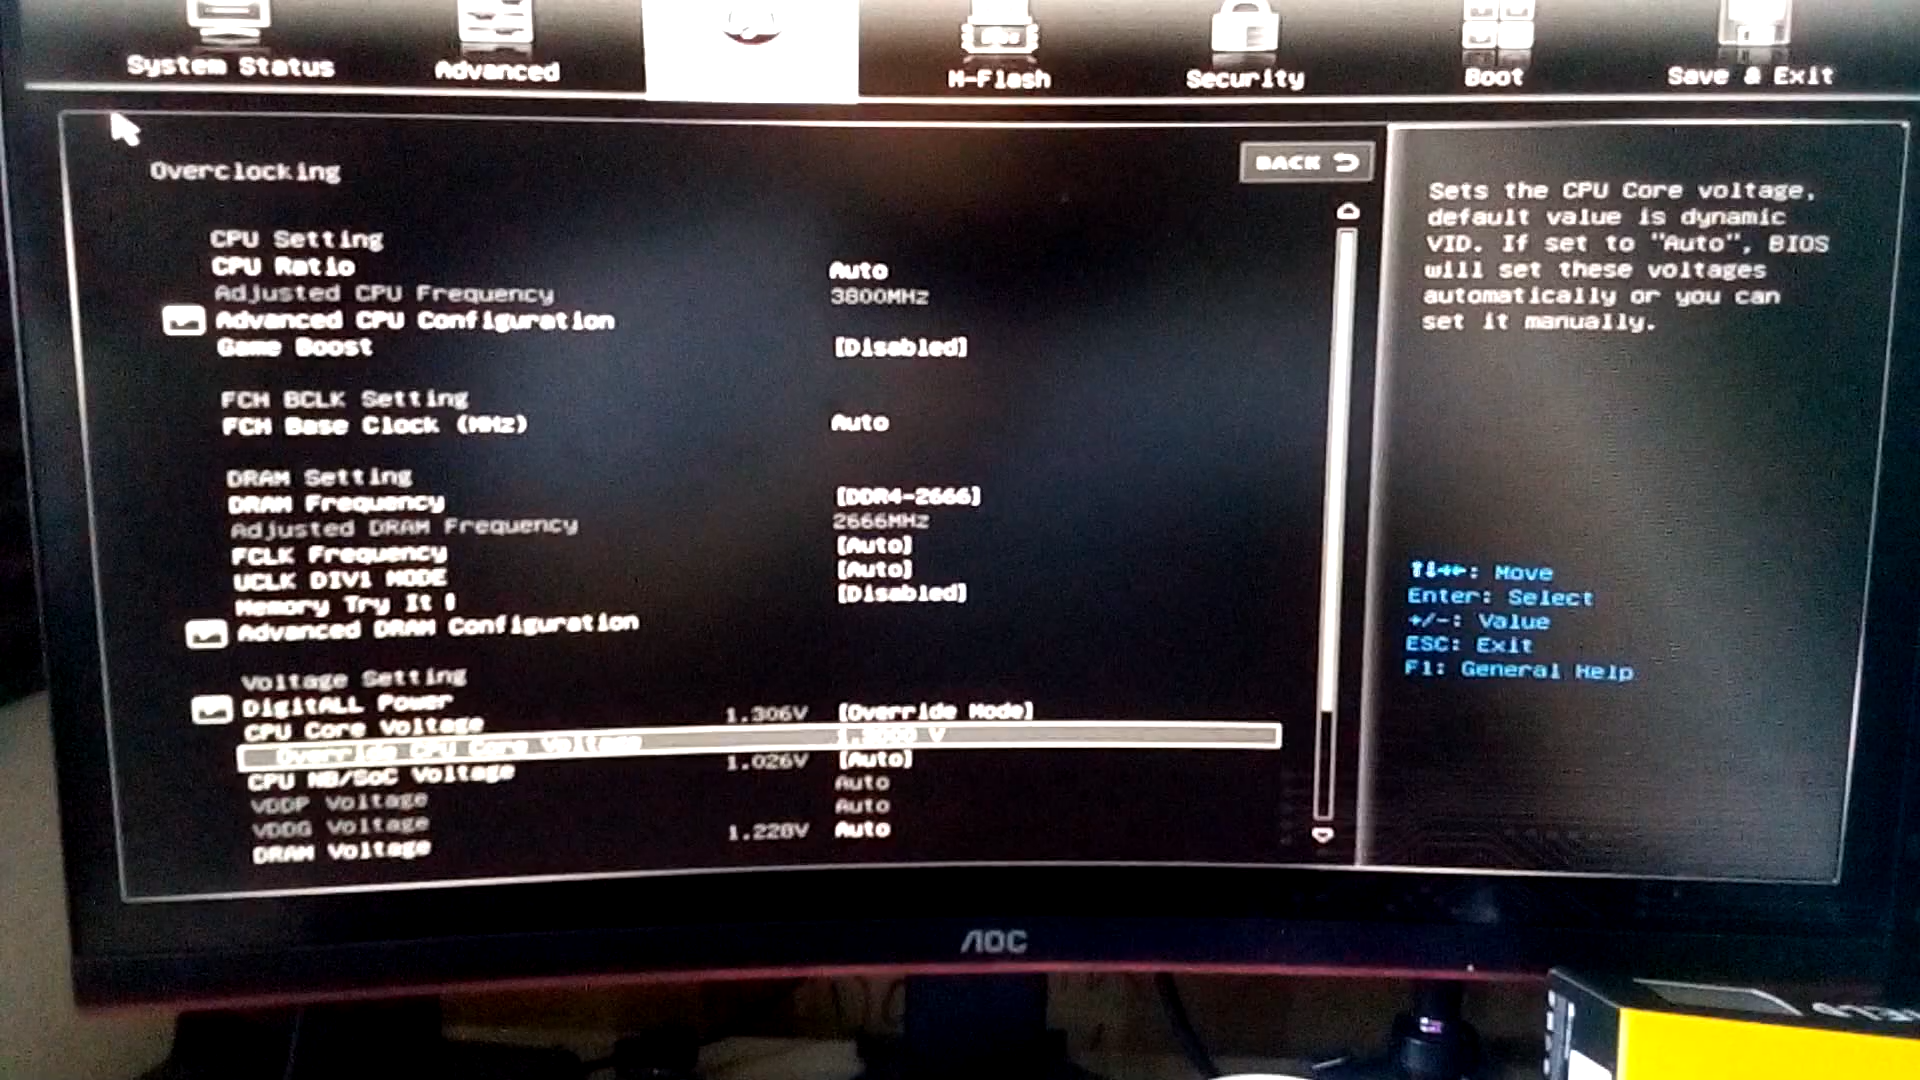 System Status Advanced M-Flash Security Boot Save & Exit
Overclocking
BACK
CPU Setting
CPU Ratio Auto
Adjusted CPU Frequency 3800MHz
Advanced CPU Configuration
Game Boost [Disabled]
FCH BCLK Setting
FCH Base Clock (MHz) Auto
DRAM Setting
DRAM Frequency [DDR4-2666]
Adjusted DRAM Frequency 2666MHz
FCLK Frequency [Auto]
UCLK DIV1 MODE [Auto]
Memory Try It ! [Disabled]
Advanced DRAM Configuration
Voltage Setting
DigitALL Power
CPU Core Voltage 1.306V [Override Mode]
Override CPU Core Voltage V
CPU NB/SoC Voltage 1.026V [Auto]
VDDP Voltage Auto
VDDG Voltage Auto
DRAM Voltage 1.228V Auto
Sets the CPU Core voltage,
default value is dynamic
VID. If set to "Auto", BIOS
will set these voltages
automatically or you can
set it manually.
↑↓→←: Move
Enter: Select
+/-: Value
ESC: Exit
F1: General Help
AOC